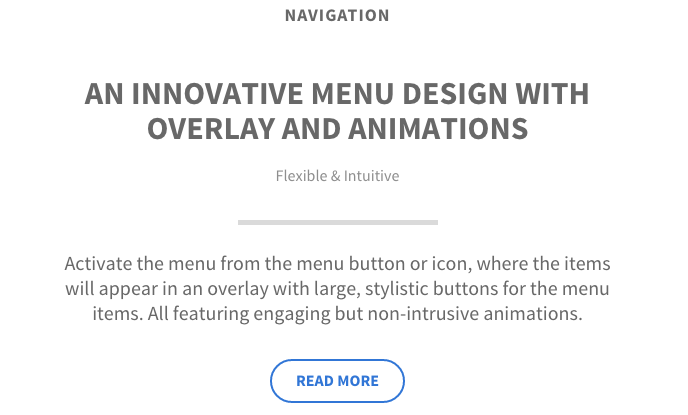 NAVIGATION
AN INNOVATIVE MENU DESIGN WITH
OVERLAY AND ANIMATIONS
Flexible & Intuitive
Activate the menu from the menu button or icon, where the items
will appear in an overlay with large, stylistic buttons for the menu
items. All featuring engaging but non-intrusive animations.
READ MORE